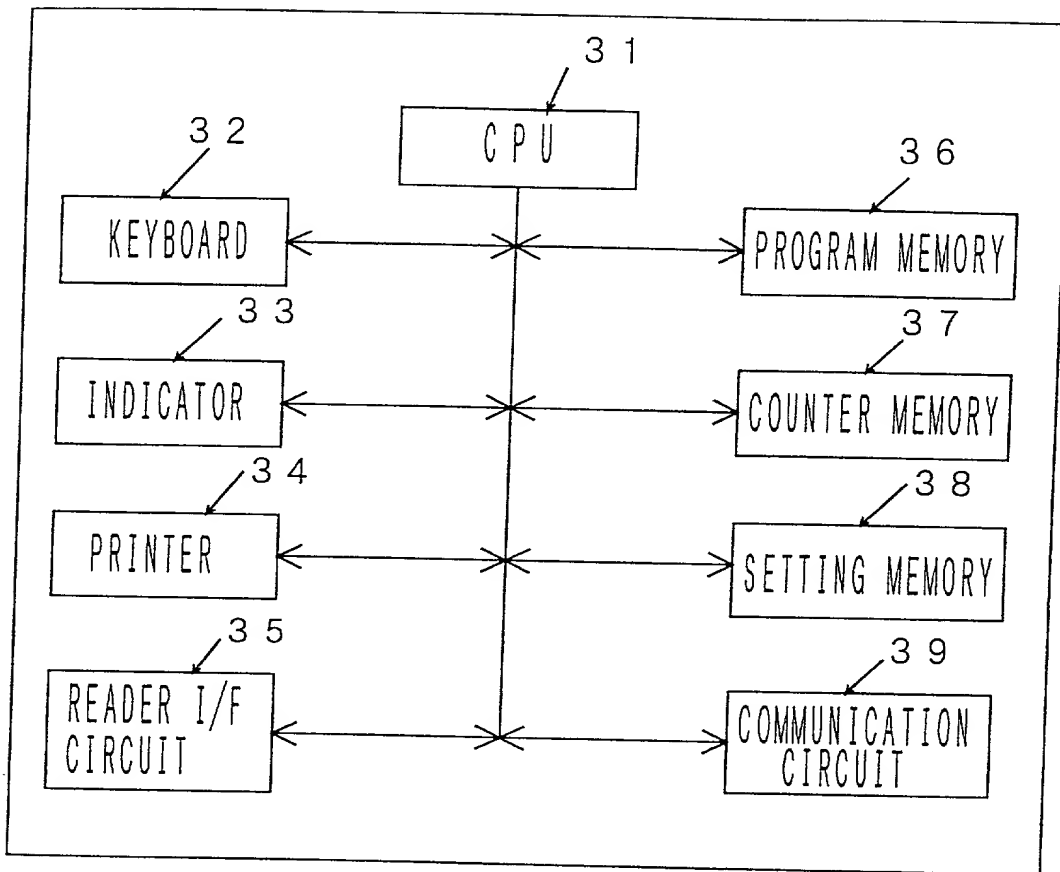 31
CPU
32
KEYBOARD
36
PROGRAM MEMORY
33
INDICATOR
37
COUNTER MEMORY
34
PRINTER
38
SETTING MEMORY
35
READER I/F
CIRCUIT
39
COMMUNICATION
CIRCUIT